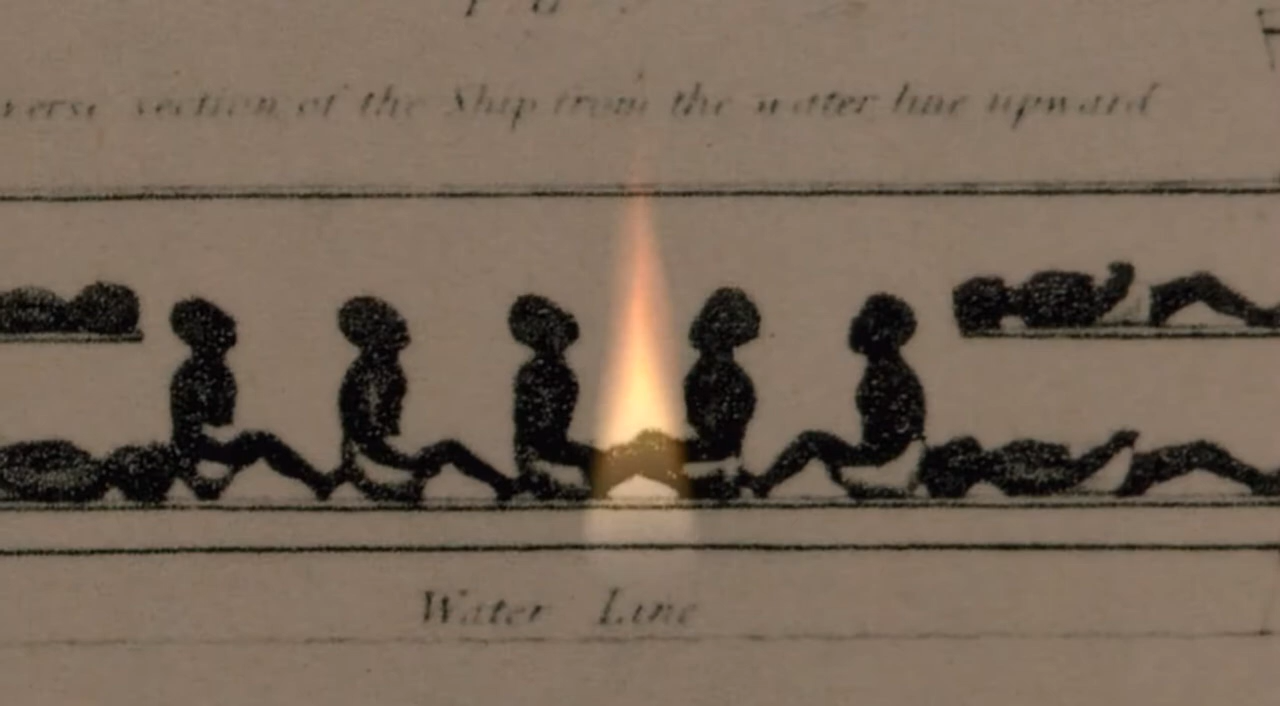 section of the Ship from the water line upward
Water Line